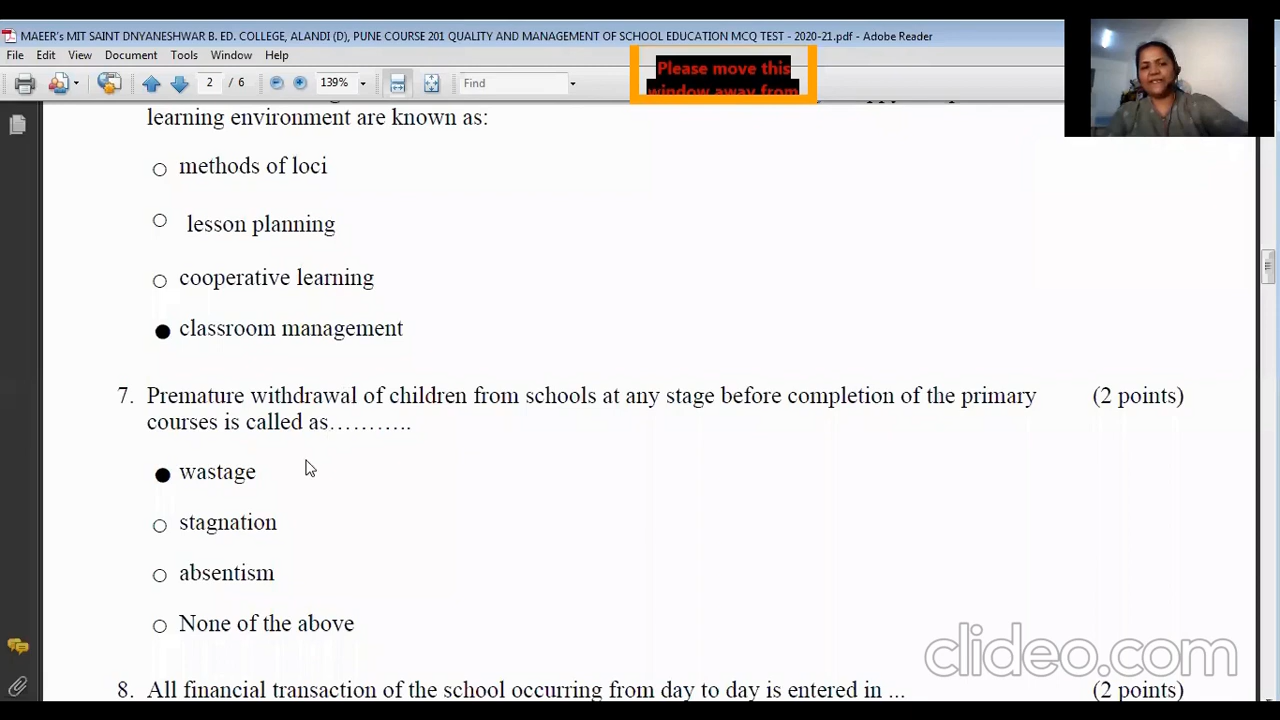 MAEER's MIT SAINT DNYANESHWAR B. ED. COLLEGE, ALANDI (D), PUNE COURSE 201 QUALITY AND MANAGEMENT OF SCHOOL EDUCATION MCQ TEST - 2020-21.pdf - Adobe Reader
File Edit View Document Tools Window Help
Please move this
window away from
2 / 6 139% Find
learning environment are known as:
methods of loci
lesson planning
cooperative learning
classroom management
7. Premature withdrawal of children from schools at any stage before completion of the primary (2 points)
courses is called as………..
wastage
stagnation
absentism
None of the above
clideo.com
8. All financial transaction of the school occurring from day to day is entered in ... (2 points)